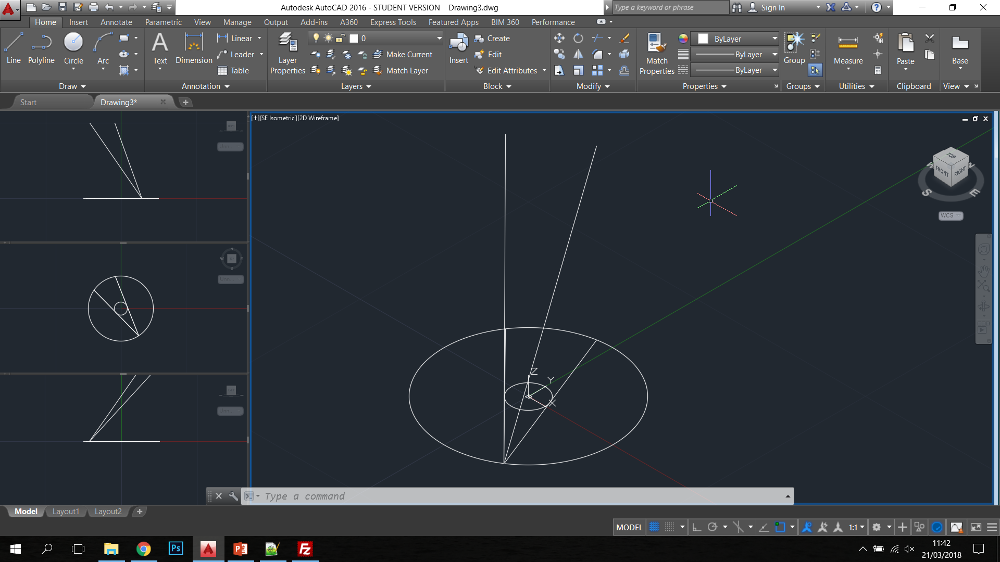 Autodesk AutoCAD 2016 - STUDENT VERSION Drawing3.dwg
Type a keyword or phrase
Sign In
Home Insert Annotate Parametric View Manage Output Add-ins A360 Express Tools Featured Apps BIM 360 Performance
Line Polyline Circle Arc
Draw
Text Dimension
Linear
Leader
Table
Annotation
Layer Properties
0
Make Current
Match Layer
Layers
Insert
Create
Edit
Edit Attributes
Block
Modify
Match Properties
ByLayer
ByLayer
ByLayer
Properties
Group
Groups
Measure
Utilities
Paste
Clipboard
Base
View
Start Drawing3*
[+][SE Isometric][2D Wireframe]
TOP
FRONT RIGHT
W N
S E
WCS
N
W E
S
Z
Y
X
Type a command
Model Layout1 Layout2
MODEL 1:1
Ps
11:42
21/03/2018